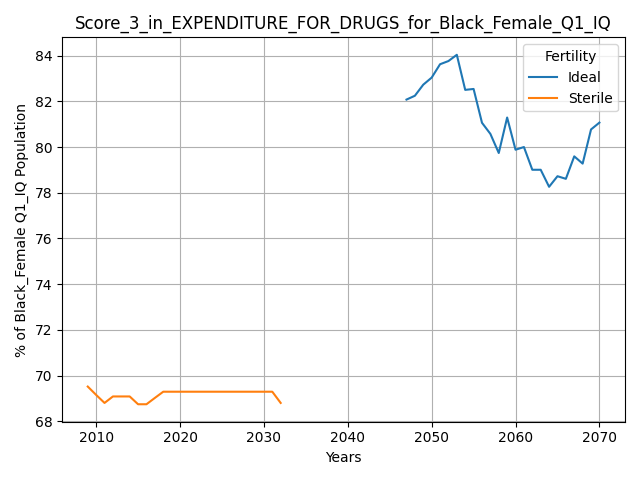 Score_3_in_EXPENDITURE_FOR_DRUGS_for_Black_Female_Q1_IQ
% of Black_Female Q1_IQ Population
84
82
80
78
76
74
72
70
68
Fertility
Ideal
Sterile
2010 2020 2030 2040 2050 2060 2070
Years